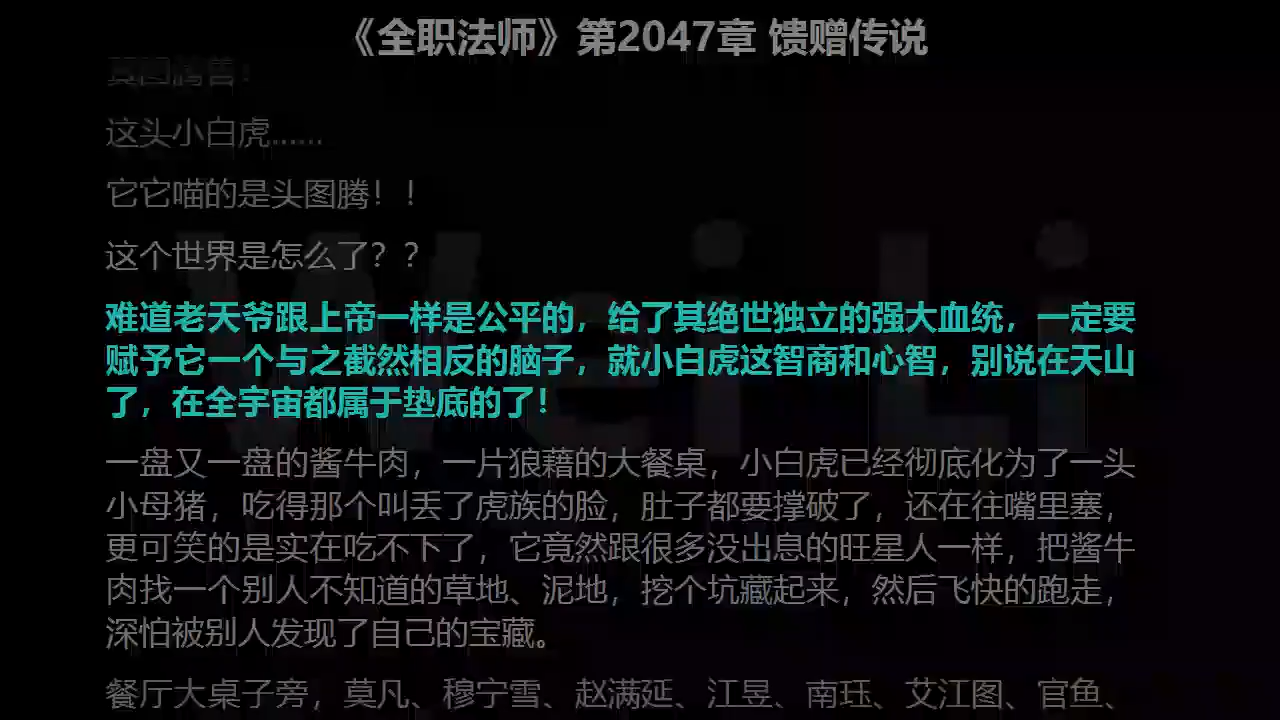 《全职法师》第2047章 馈赠传说
这头小白虎......
它它喵的是头图腾！！
这个世界是怎么了？？
难道老天爷跟上帝一样是公平的，给了其绝世独立的强大血统，一定要
赋予它一个与之截然相反的脑子，就小白虎这智商和心智，别说在天山
了，在全宇宙都属于垫底的了！
一盘又一盘的酱牛肉，一片狼藉的大餐桌，小白虎已经彻底化为了一头
小母猪，吃得那个叫丢了虎族的脸，肚子都要撑破了，还在往嘴里塞，
更可笑的是实在吃不下了，它竟然跟很多没出息的旺星人一样，把酱牛
肉找一个别人不知道的草地、泥地，挖个坑藏起来，然后飞快的跑走，
深怕被别人发现了自己的宝藏。
餐厅大桌子旁，莫凡、穆宁雪、赵满延、江昱、南珏、艾江图、官鱼、
Wei Li